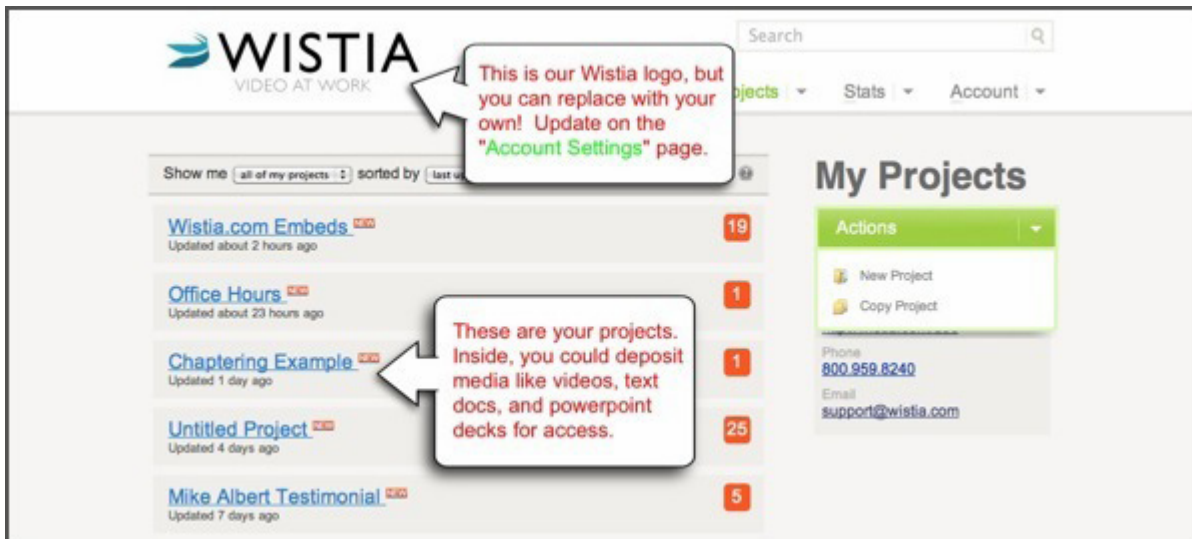 WISTIA
VIDEO AT WORK
Search
Stats
Account
This is our Wistia logo, but
you can replace with your
own! Update on the
"Account Settings" page.
Show me all of my projects sorted by last
My Projects
Actions
New Project
Copy Project
Phone
800.959.8240
Email
support@wistia.com
Wistia.com Embeds NEW
19
Updated about 2 hours ago
Office Hours NEW
1
Updated about 23 hours ago
Chaptering Example NEW
1
Updated 1 day ago
Untitled Project NEW
25
Updated 4 days ago
Mike Albert Testimonial NEW
5
Updated 7 days ago
These are your projects.
Inside, you could deposit
media like videos, text
docs, and powerpoint
decks for access.